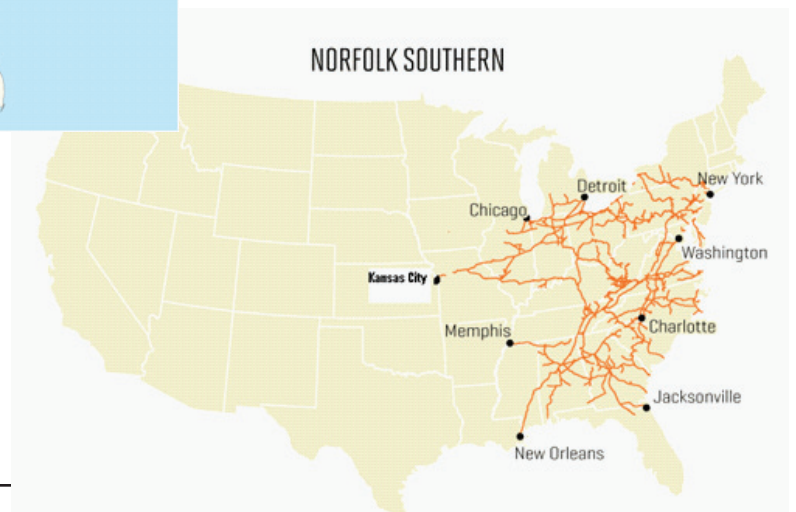 NORFOLK SOUTHERN
New York
Detroit
Chicago
Washington
Kansas City
Charlotte
Memphis
Jacksonville
New Orleans